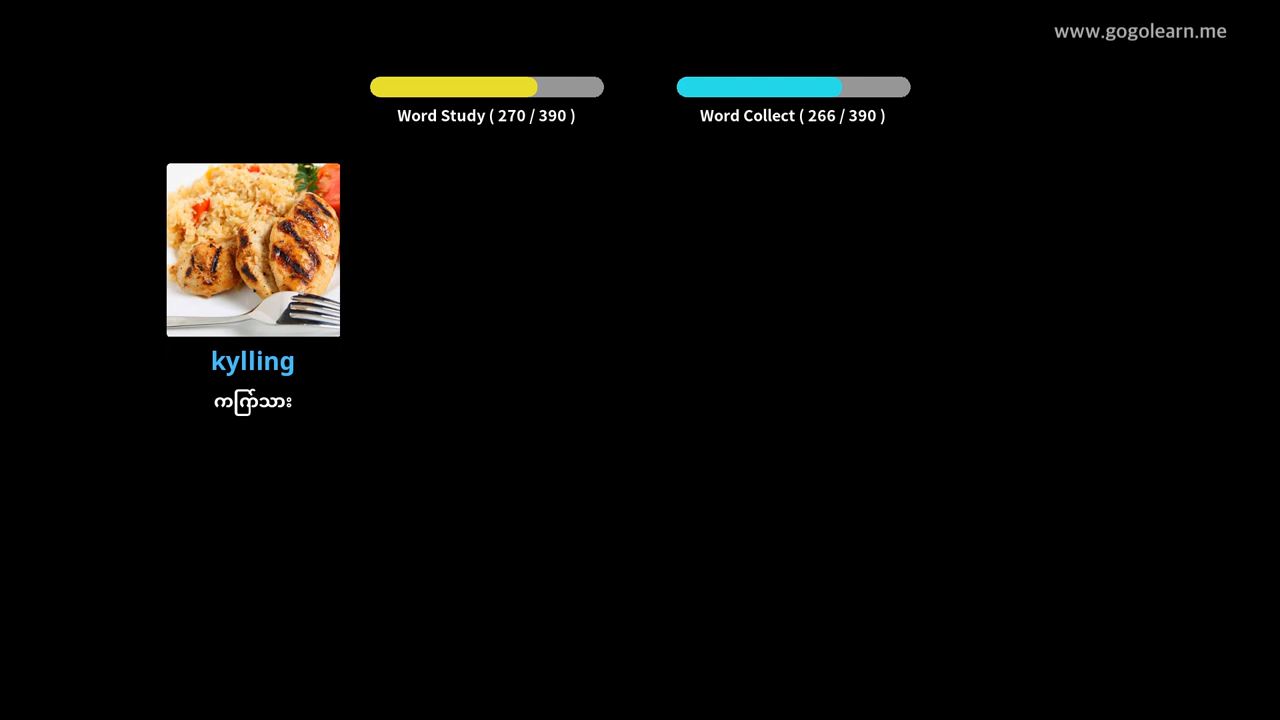 www.gogolearn.me
Word Study ( 270 / 390 )
Word Collect ( 266 / 390 )
kylling
ကြက်သား